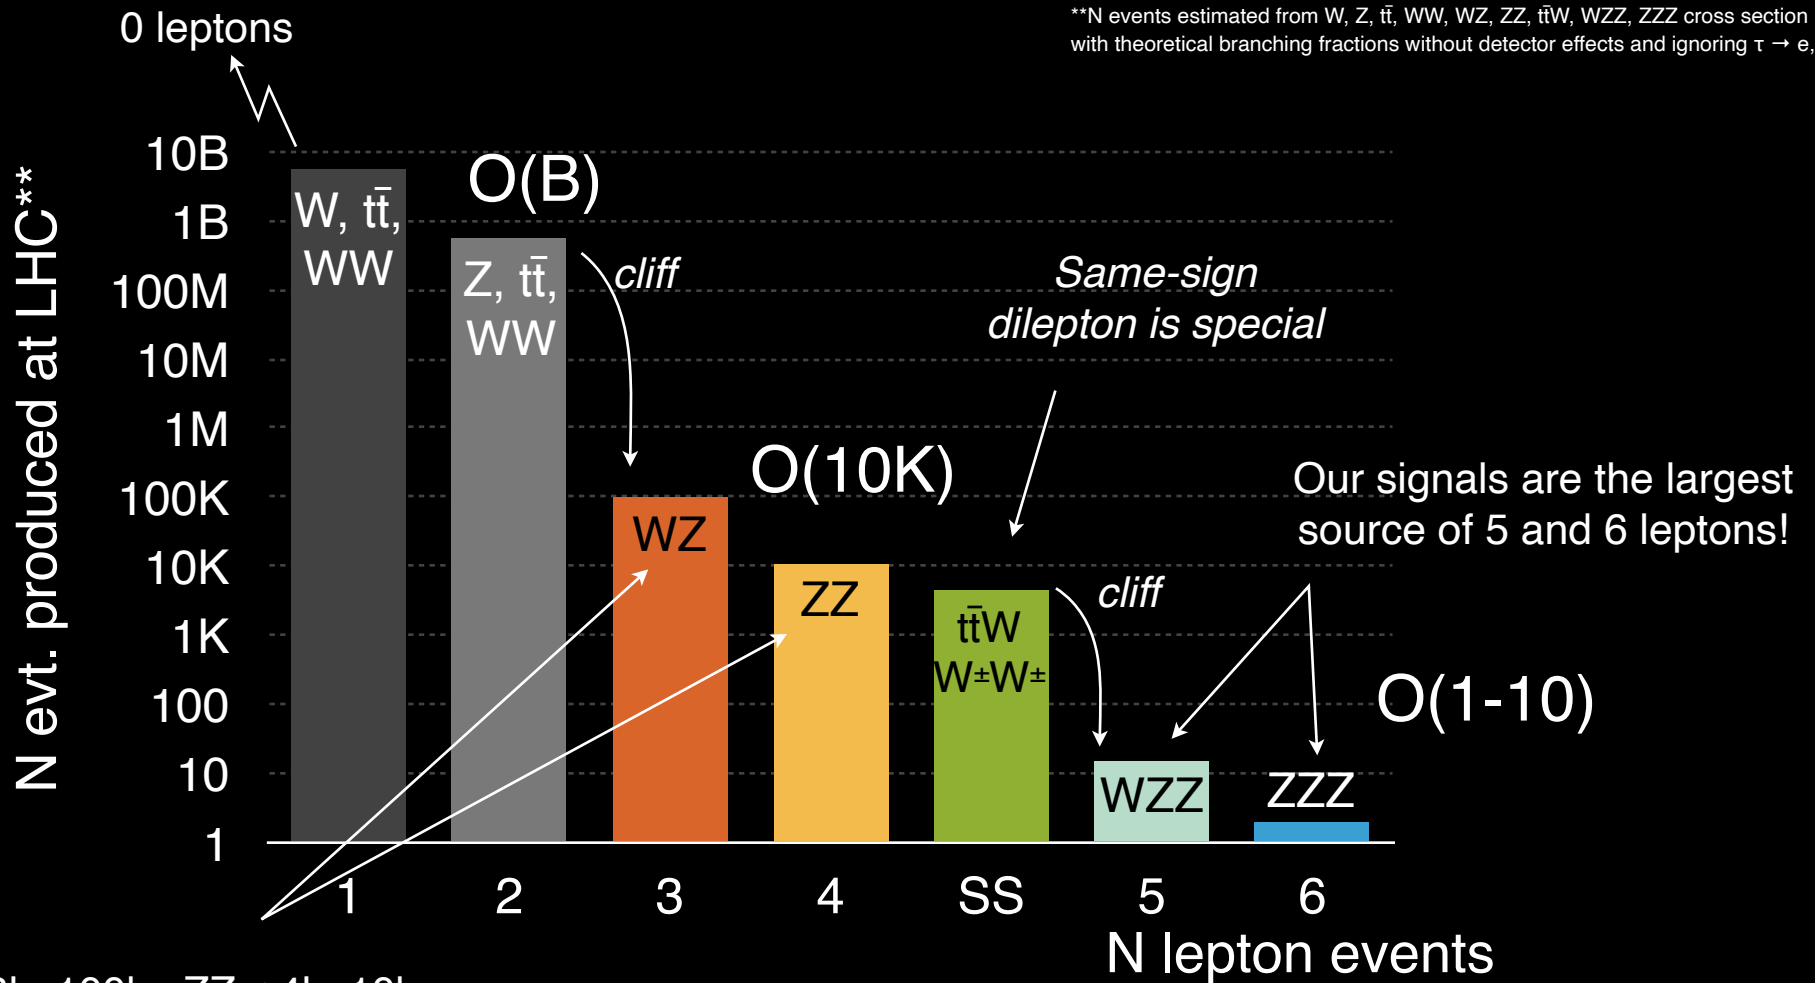 0 leptons
**N events estimated from W, Z, tt̄, WW, WZ, ZZ, tt̄W, WZZ, ZZZ cross section
with theoretical branching fractions without detector effects and ignoring τ → e,
N evt. produced at LHC**
10B
1B
100M
10M
1M
100K
10K
1K
100
10
1
W, tt̄,
WW
O(B)
Z, tt̄,
WW
cliff
Same-sign
dilepton is special
O(10K)
WZ
ZZ
tt̄W
W±W±
cliff
Our signals are the largest
source of 5 and 6 leptons!
O(1-10)
WZZ
ZZZ
1 2 3 4 SS 5 6
N lepton events